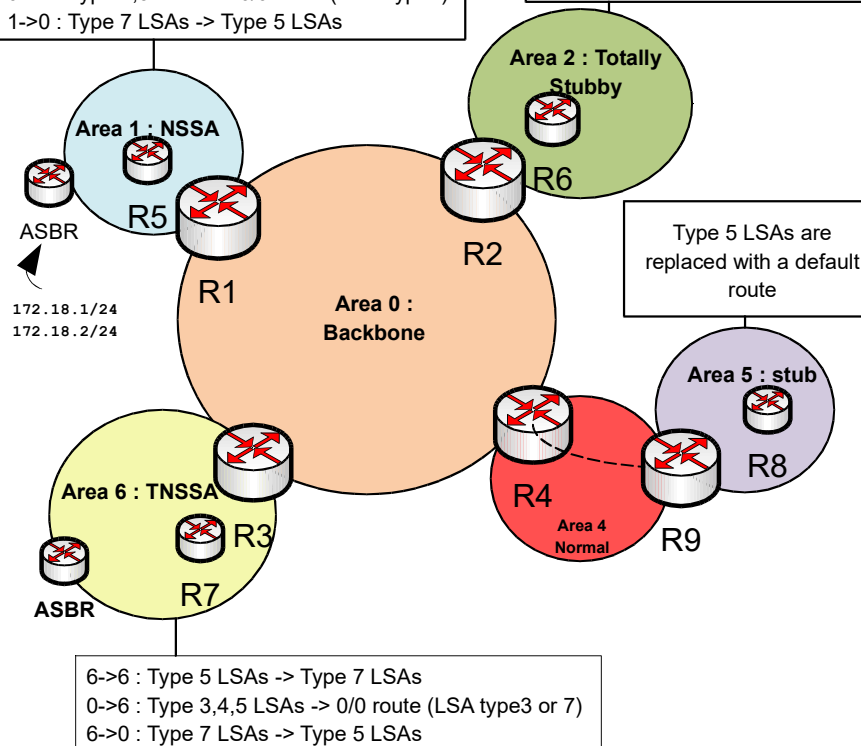 1->0 : Type 7 LSAs -> Type 5 LSAs
Area 2 : Totally
Stubby
R6
R2
Area 1 : NSSA
R5
ASBR
172.18.1/24
172.18.2/24
R1
Area 0 :
Backbone
Type 5 LSAs are
replaced with a default
route
Area 5 : stub
R8
R4
Area 4
Normal
R9
Area 6 : TNSSA
R3
R7
ASBR
6->6 : Type 5 LSAs -> Type 7 LSAs
0->6 : Type 3,4,5 LSAs -> 0/0 route (LSA type3 or 7)
6->0 : Type 7 LSAs -> Type 5 LSAs